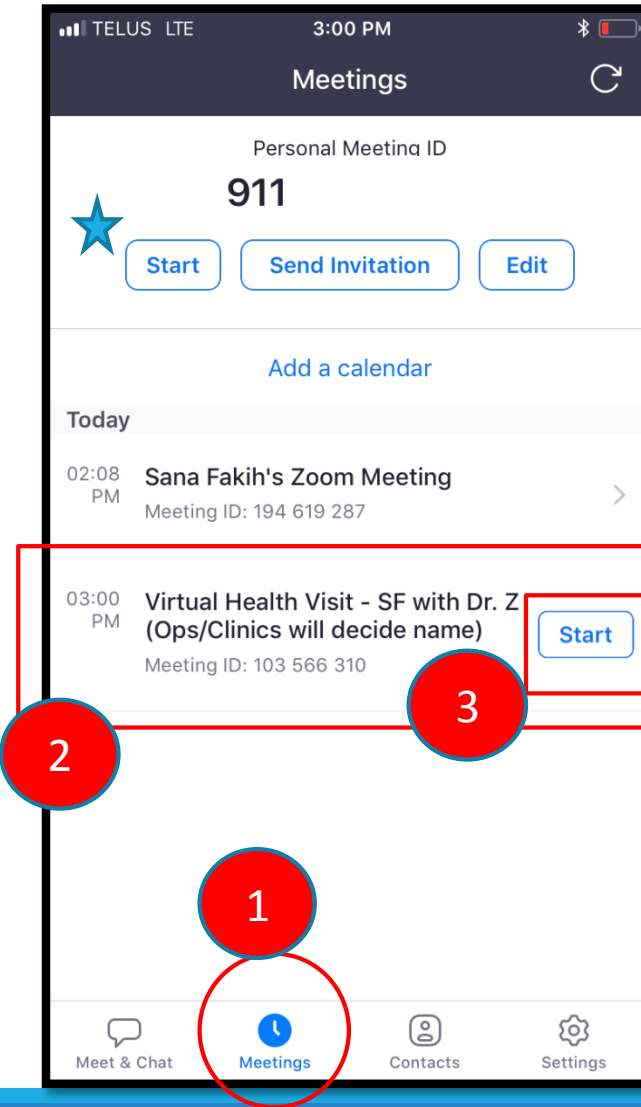 TELUS LTE 3:00 PM
Meetings
Personal Meeting ID
911
Start Send Invitation Edit
Add a calendar
Today
02:08 PM
Sana Fakih's Zoom Meeting
Meeting ID: 194 619 287
03:00 PM
Virtual Health Visit - SF with Dr. Z
(Ops/Clinics will decide name)
Meeting ID: 103 566 310
Start
3
2
1
Meet & Chat Meetings Contacts Settings